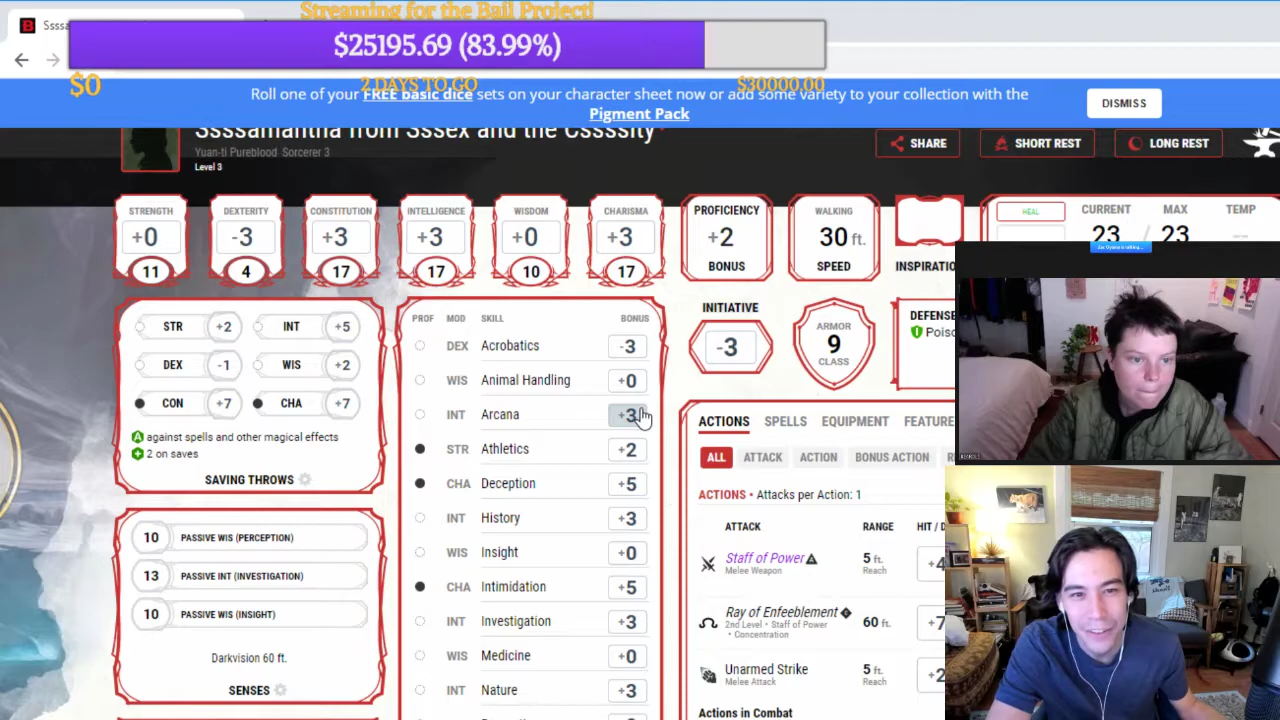 Streaming for the Bail Project!
Ssssa
$25195.69 (83.99%)
$0
2 DAYS TO GO
$30000.00
Roll one of your FREE basic dice sets on your character sheet now or add some variety to your collection with the
Pigment Pack
DISMISS
Ssssamantha from Sssex and the Cssssity
Yuan-ti Pureblood Sorcerer 3
Level 3
SHARE
SHORT REST
LONG REST
STRENGTH
+0
11
DEXTERITY
-3
4
CONSTITUTION
+3
17
INTELLIGENCE
+3
17
WISDOM
+0
10
CHARISMA
+3
17
PROFICIENCY
+2
BONUS
WALKING
30 ft.
SPEED
INSPIRATIO
HEAL
CURRENT
MAX
TEMP
23 / 23
STR +2
INT +5
DEX -1
WIS +2
CON +7
CHA +7
against spells and other magical effects
2 on saves
SAVING THROWS
10 PASSIVE WIS (PERCEPTION)
13 PASSIVE INT (INVESTIGATION)
10 PASSIVE WIS (INSIGHT)
Darkvision 60 ft.
SENSES
PROF MOD SKILL BONUS
DEX Acrobatics -3
WIS Animal Handling +0
INT Arcana +3
STR Athletics +2
CHA Deception +5
INT History +3
WIS Insight +0
CHA Intimidation +5
INT Investigation +3
WIS Medicine +0
INT Nature +3
INITIATIVE
-3
ARMOR
9
CLASS
DEFENSE
Poiso
ACTIONS SPELLS EQUIPMENT FEATURE
ALL ATTACK ACTION BONUS ACTION R
ACTIONS • Attacks per Action: 1
ATTACK RANGE HIT / D
Staff of Power 5 ft. +4
Melee Weapon Reach
Ray of Enfeeblement 60 ft. +7
2nd Level • Staff of Power
• Concentration
Unarmed Strike 5 ft. +2
Melee Attack Reach
Actions in Combat